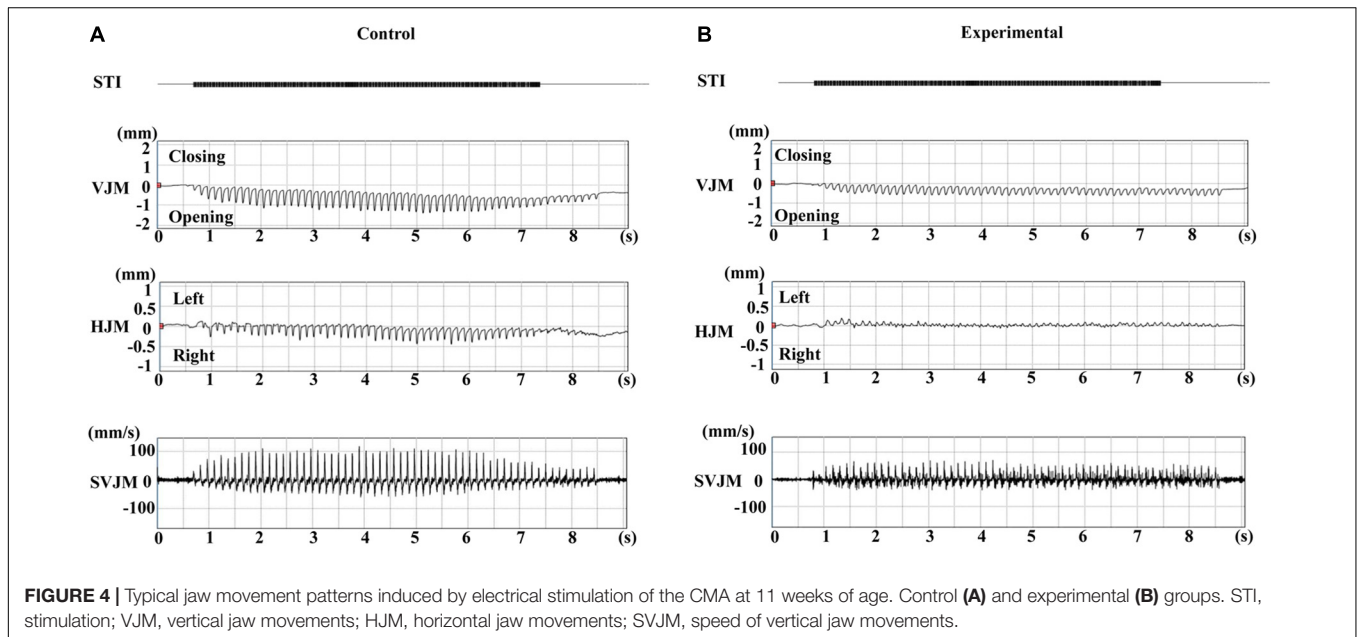 A
Control
STI
(mm)
2
1
0
-1
-2
VJM
Closing
Opening
0 1 2 3 4 5 6 7 8 (s)
(mm)
1
0.5
0
-0.5
-1
HJM
Left
Right
0 1 2 3 4 5 6 7 8 (s)
(mm/s)
100
0
-100
SVJM
0 1 2 3 4 5 6 7 8 (s)
B
Experimental
STI
(mm)
2
1
0
-1
-2
VJM
Closing
Opening
0 1 2 3 4 5 6 7 8 (s)
(mm)
1
0.5
0
-0.5
-1
HJM
Left
Right
0 1 2 3 4 5 6 7 8 (s)
(mm/s)
100
0
-100
SVJM
0 1 2 3 4 5 6 7 8 (s)
FIGURE 4 | Typical jaw movement patterns induced by electrical stimulation of the CMA at 11 weeks of age. Control (A) and experimental (B) groups. STI,
stimulation; VJM, vertical jaw movements; HJM, horizontal jaw movements; SVJM, speed of vertical jaw movements.